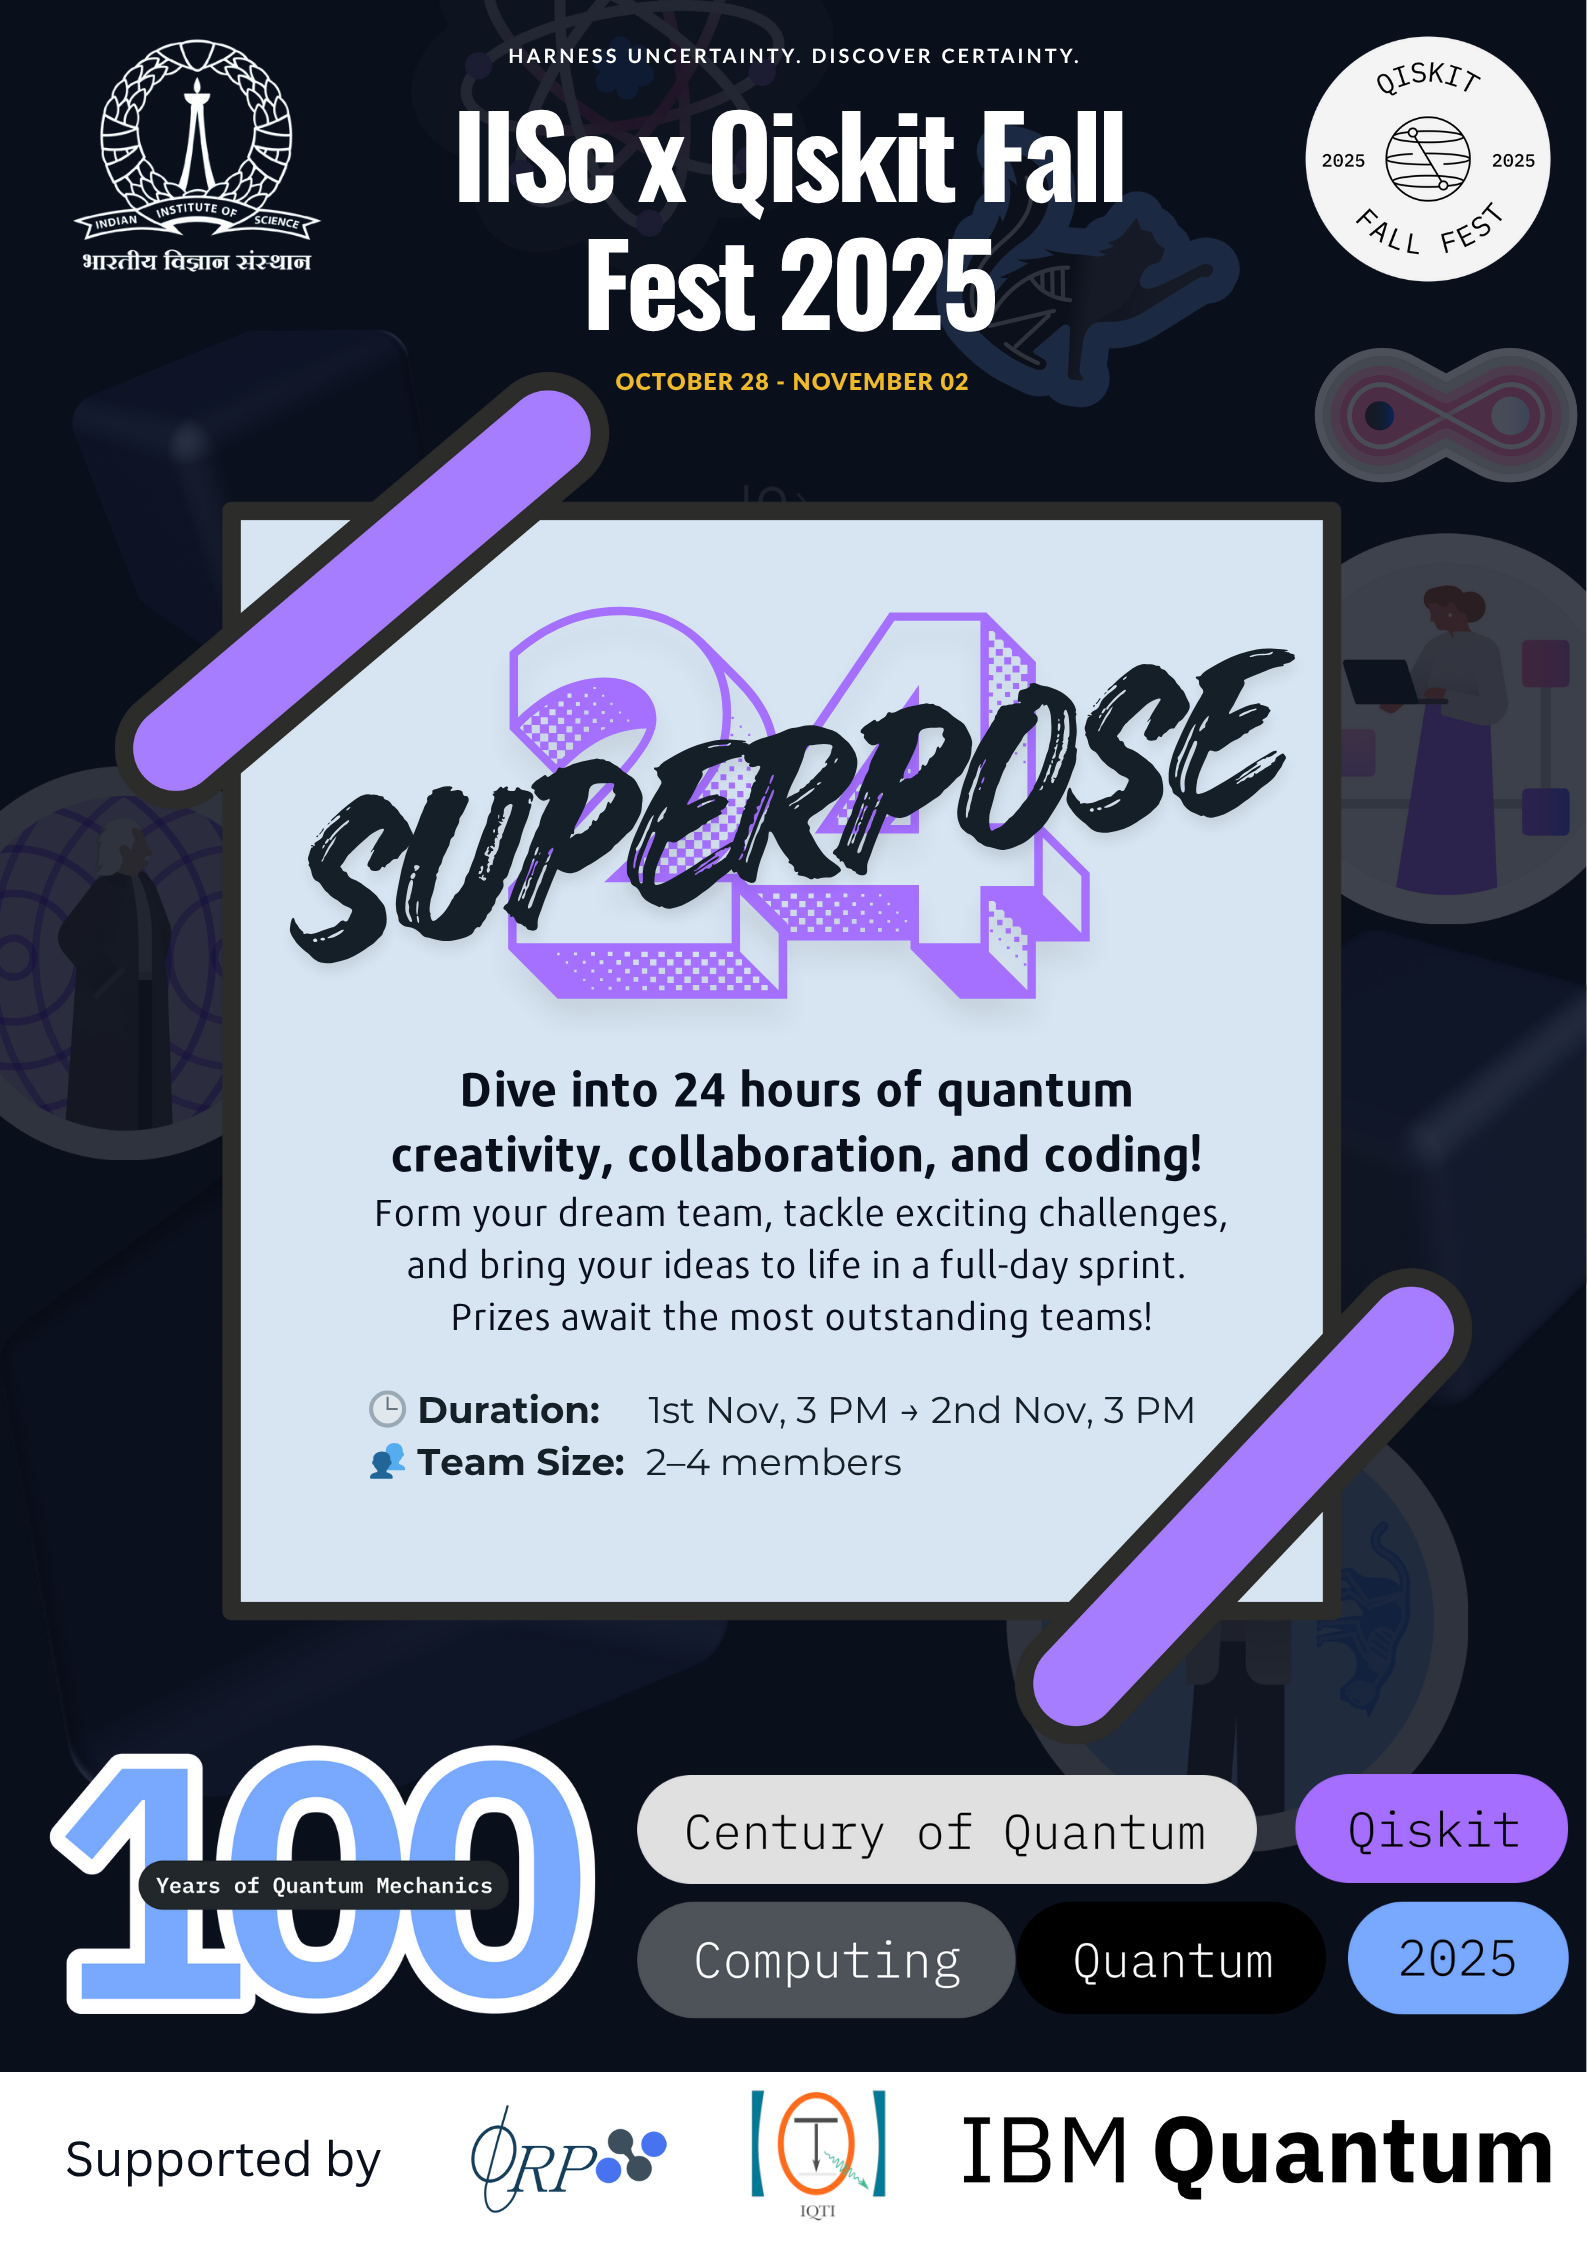 HARNESS UNCERTAINTY. DISCOVER CERTAINTY.
IISc x Qiskit Fall
Fest 2025
OCTOBER 28 - NOVEMBER 02
INDIAN INSTITUTE OF SCIENCE
भारतीय विज्ञान संस्थान
QISKIT
2025 2025
FALL FEST
24
SUPERPOSE
Dive into 24 hours of quantum
creativity, collaboration, and coding!
Form your dream team, tackle exciting challenges,
and bring your ideas to life in a full-day sprint.
Prizes await the most outstanding teams!
Duration: 1st Nov, 3 PM → 2nd Nov, 3 PM
Team Size: 2–4 members
100
Years of Quantum Mechanics
Century of Quantum
Qiskit
Computing
Quantum
2025
Supported by
IQTI
IBM Quantum